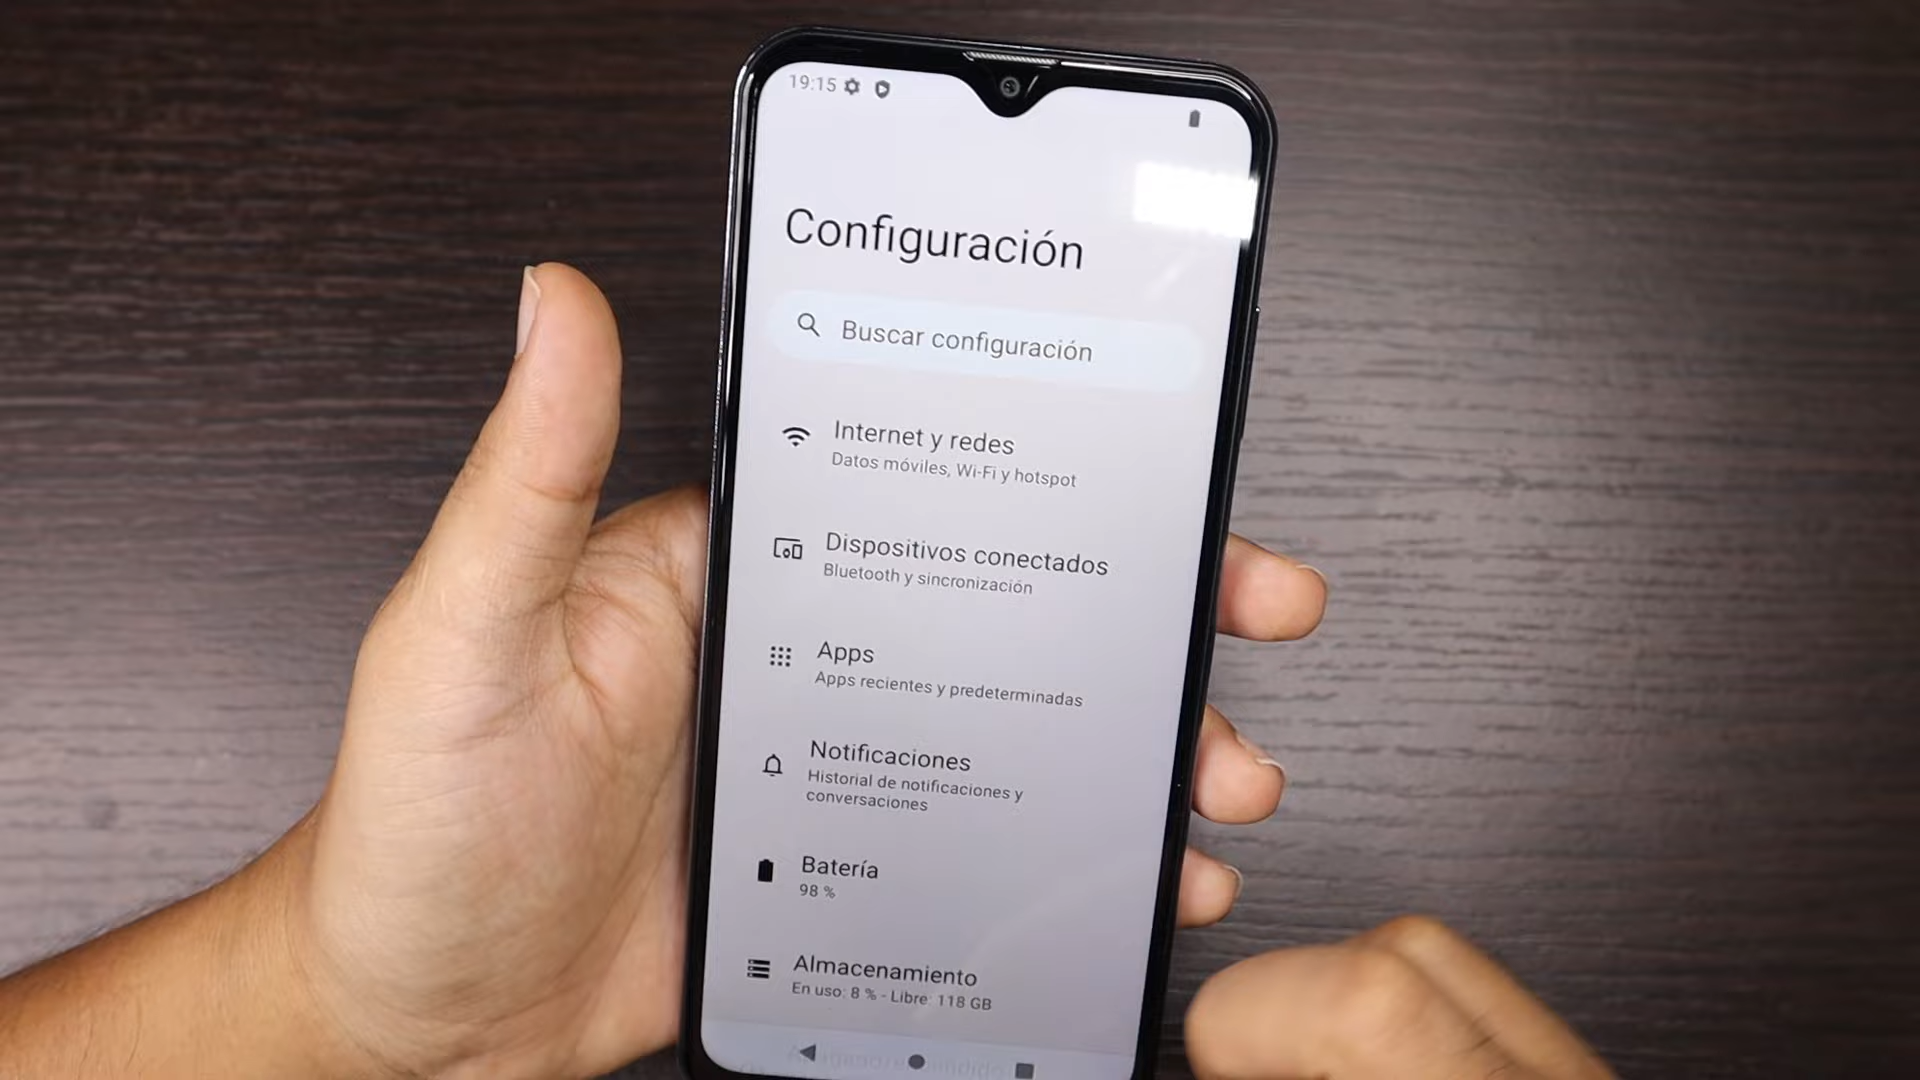 19:15
Configuración
Buscar configuración
Internet y redes
Datos móviles, Wi-Fi y hotspot
Dispositivos conectados
Bluetooth y sincronización
Apps
Apps recientes y predeterminadas
Notificaciones
Historial de notificaciones y
conversaciones
Batería
98 %
Almacenamiento
En uso: 8 % - Libre: 118 GB